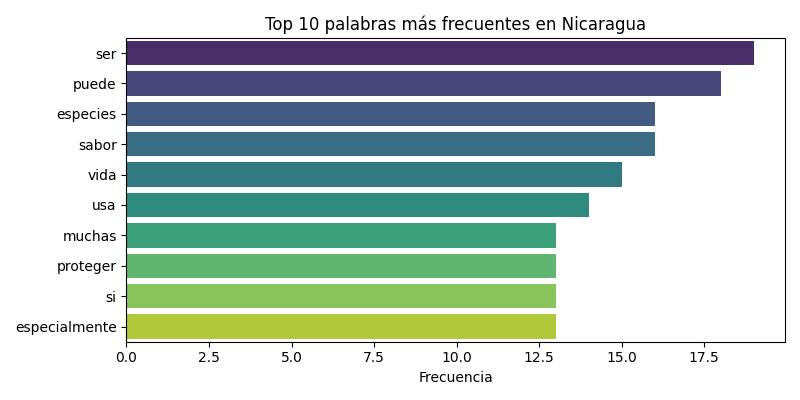 Top 10 palabras más frecuentes en Nicaragua
ser
puede
especies
sabor
vida
usa
muchas
proteger
si
especialmente
0.0 2.5 5.0 7.5 10.0 12.5 15.0 17.5
Frecuencia